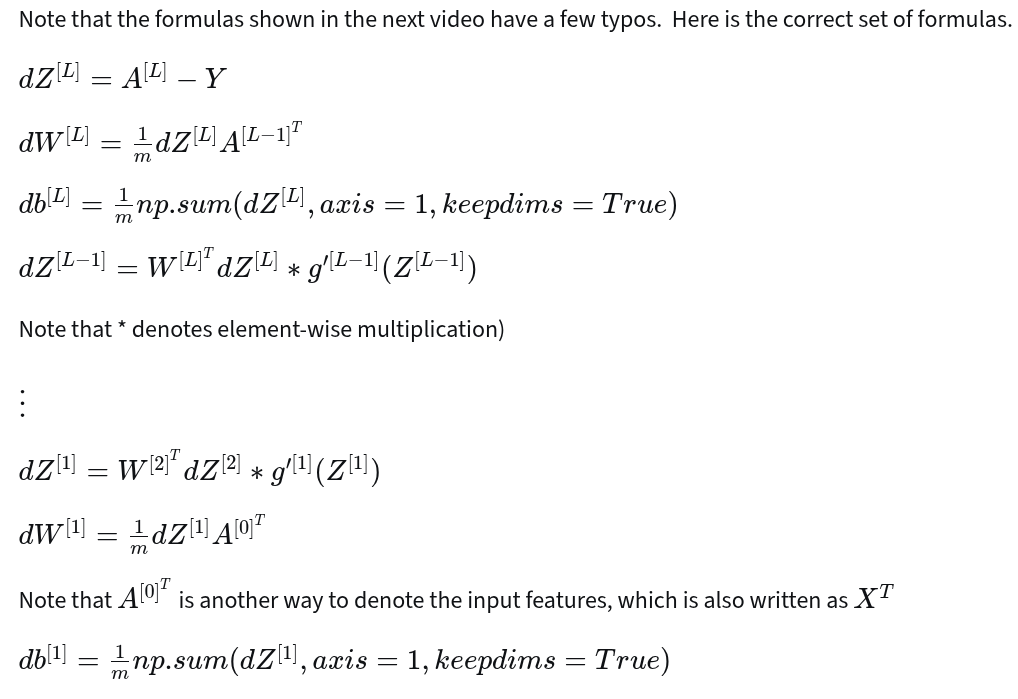 Note that the formulas shown in the next video have a few typos.  Here is the correct set of formulas.
$dZ^{[L]} = A^{[L]} - Y$
$dW^{[L]} = \frac{1}{m} dZ^{[L]} A^{[L-1]^T}$
$db^{[L]} = \frac{1}{m} np.sum(dZ^{[L]}, axis = 1, keepdims = True)$
$dZ^{[L-1]} = W^{[L]^T} dZ^{[L]} * g'^{[L-1]}(Z^{[L-1]})$
Note that * denotes element-wise multiplication)
⋮
$dZ^{[1]} = W^{[2]^T} dZ^{[2]} * g'^{[1]}(Z^{[1]})$
$dW^{[1]} = \frac{1}{m} dZ^{[1]} A^{[0]^T}$
Note that $A^{[0]^T}$ is another way to denote the input features, which is also written as $X^T$
$db^{[1]} = \frac{1}{m} np.sum(dZ^{[1]}, axis = 1, keepdims = True)$